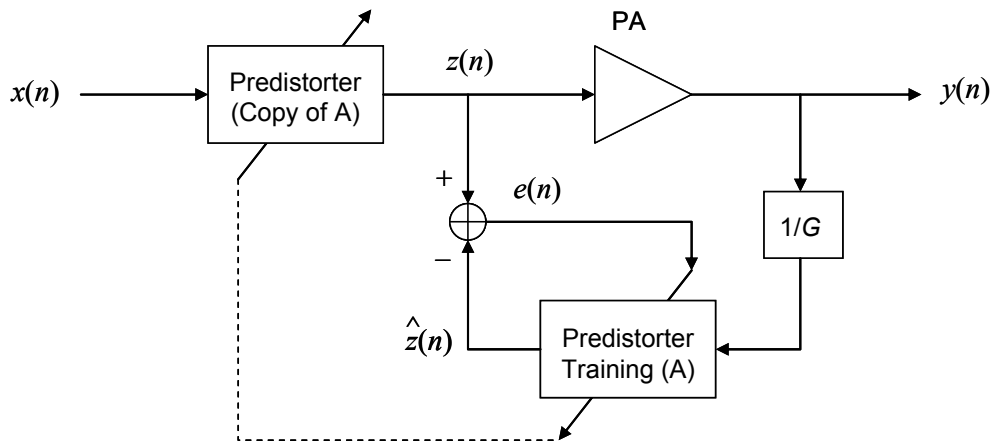 PA
x(n)
Predistorter
(Copy of A)
z(n)
y(n)
+
e(n)
1/G
−
ẑ(n)
Predistorter
Training (A)